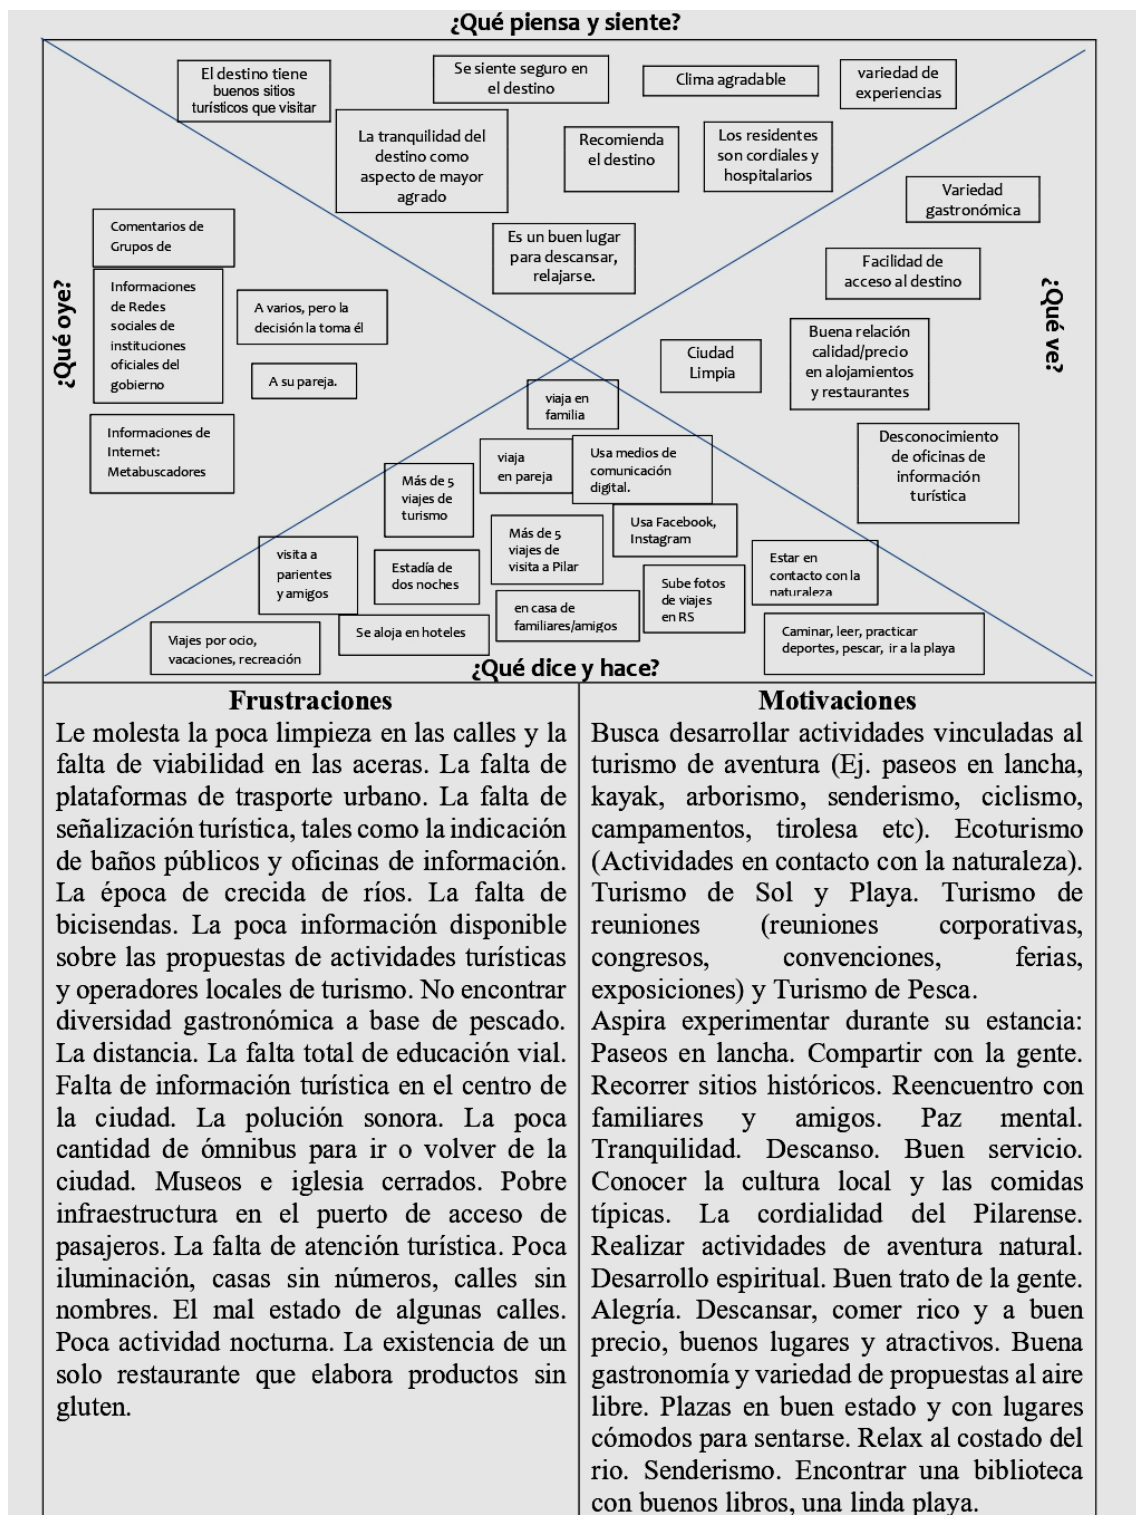 ¿Qué piensa y siente?
El destino tiene
buenos sitios
turísticos que visitar
Se siente seguro en
el destino
Clima agradable
variedad de
experiencias
La tranquilidad del
destino como
aspecto de mayor
agrado
Recomienda
el destino
Los residentes
son cordiales y
hospitalarios
Es un buen lugar
para descansar,
relajarse.
¿Qué oye?
Comentarios de
Grupos de
Informaciones
de Redes
sociales de
instituciones
oficiales del
gobierno
A varios, pero la
decisión la toma él
A su pareja.
Informaciones de
Internet:
Metabuscadores
¿Qué ve?
Variedad
gastronómica
Facilidad de
acceso al destino
Buena relación
calidad/precio
en alojamientos
y restaurantes
Ciudad
Limpia
Desconocimiento
de oficinas de
información
turística
viaja en
familia
viaja
en pareja
Usa medios de
comunicación
digital.
Más de 5
viajes de
turismo
Más de 5
viajes de
visita a Pilar
Usa Facebook,
Instagram
visita a
parientes
y amigos
Estadía de
dos noches
Estar en
contacto con la
naturaleza
Sube fotos
de viajes
en RS
en casa de
familiares/amigos
Se aloja en hoteles
Viajes por ocio,
vacaciones, recreación
Caminar, leer, practicar
deportes, pescar, ir a la playa
¿Qué dice y hace?
Frustraciones
Le molesta la poca limpieza en las calles y la
falta de viabilidad en las aceras. La falta de
plataformas de trasporte urbano. La falta de
señalización turística, tales como la indicación
de baños públicos y oficinas de información.
La época de crecida de ríos. La falta de
bicisendas. La poca información disponible
sobre las propuestas de actividades turísticas
y operadores locales de turismo. No encontrar
diversidad gastronómica a base de pescado.
La distancia. La falta total de educación vial.
Falta de información turística en el centro de
la ciudad. La polución sonora. La poca
cantidad de ómnibus para ir o volver de la
ciudad. Museos e iglesia cerrados. Pobre
infraestructura en el puerto de acceso de
pasajeros. La falta de atención turística. Poca
iluminación, casas sin números, calles sin
nombres. El mal estado de algunas calles.
Poca actividad nocturna. La existencia de un
solo restaurante que elabora productos sin
gluten.
Motivaciones
Busca desarrollar actividades vinculadas al
turismo de aventura (Ej. paseos en lancha,
kayak, arborismo, senderismo, ciclismo,
campamentos, tirolesa etc). Ecoturismo
(Actividades en contacto con la naturaleza).
Turismo de Sol y Playa. Turismo de
reuniones (reuniones corporativas,
congresos, convenciones, ferias,
exposiciones) y Turismo de Pesca.
Aspira experimentar durante su estancia:
Paseos en lancha. Compartir con la gente.
Recorrer sitios históricos. Reencuentro con
familiares y amigos. Paz mental.
Tranquilidad. Descanso. Buen servicio.
Conocer la cultura local y las comidas
típicas. La cordialidad del Pilarense.
Realizar actividades de aventura natural.
Desarrollo espiritual. Buen trato de la gente.
Alegría. Descansar, comer rico y a buen
precio, buenos lugares y atractivos. Buena
gastronomía y variedad de propuestas al aire
libre. Plazas en buen estado y con lugares
cómodos para sentarse. Relax al costado del
rio. Senderismo. Encontrar una biblioteca
con buenos libros, una linda playa.